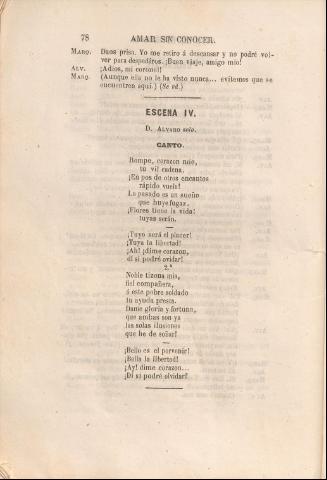 78 AMAR SIN CONOCER.
MARQ. Daos prisa. Yo me retiro á descansar y no podré vol-
ver para despediros. ¡Buen viaje, amigo mio!
ALV. ¡Adios, mi coronel!
MARQ. (Aunque ella no le ha visto nunca... evitemos que se
encuentren aqui.) (Se vá.)
ESCENA IV.
D. ALVARO solo.
CANTO.
Rompe, corazon mio,
tu vil cadena.
¡En pos de otros encantos
rápido vuela!
Lo pasado es un sueño
que huye fugaz.
¡Flores tiene la vida!
tuyas serán.
—
¡Tuyo será el placer!
¡Tuya la libertad!
¡Ah! ¡dime, corazon,
di si podré ovidar!
2.ª
Noble tizona mia,
fiel compañera,
á este pobre soldado
tu ayuda presta.
Dame gloria y fortuna,
que ambas son ya
las solas ilusiones
que he de soñar!
—
¡Bello es el porvenir!
¡Bella la libertad!
¡Ay! dime corazon...
¡Di si podré olvidar!